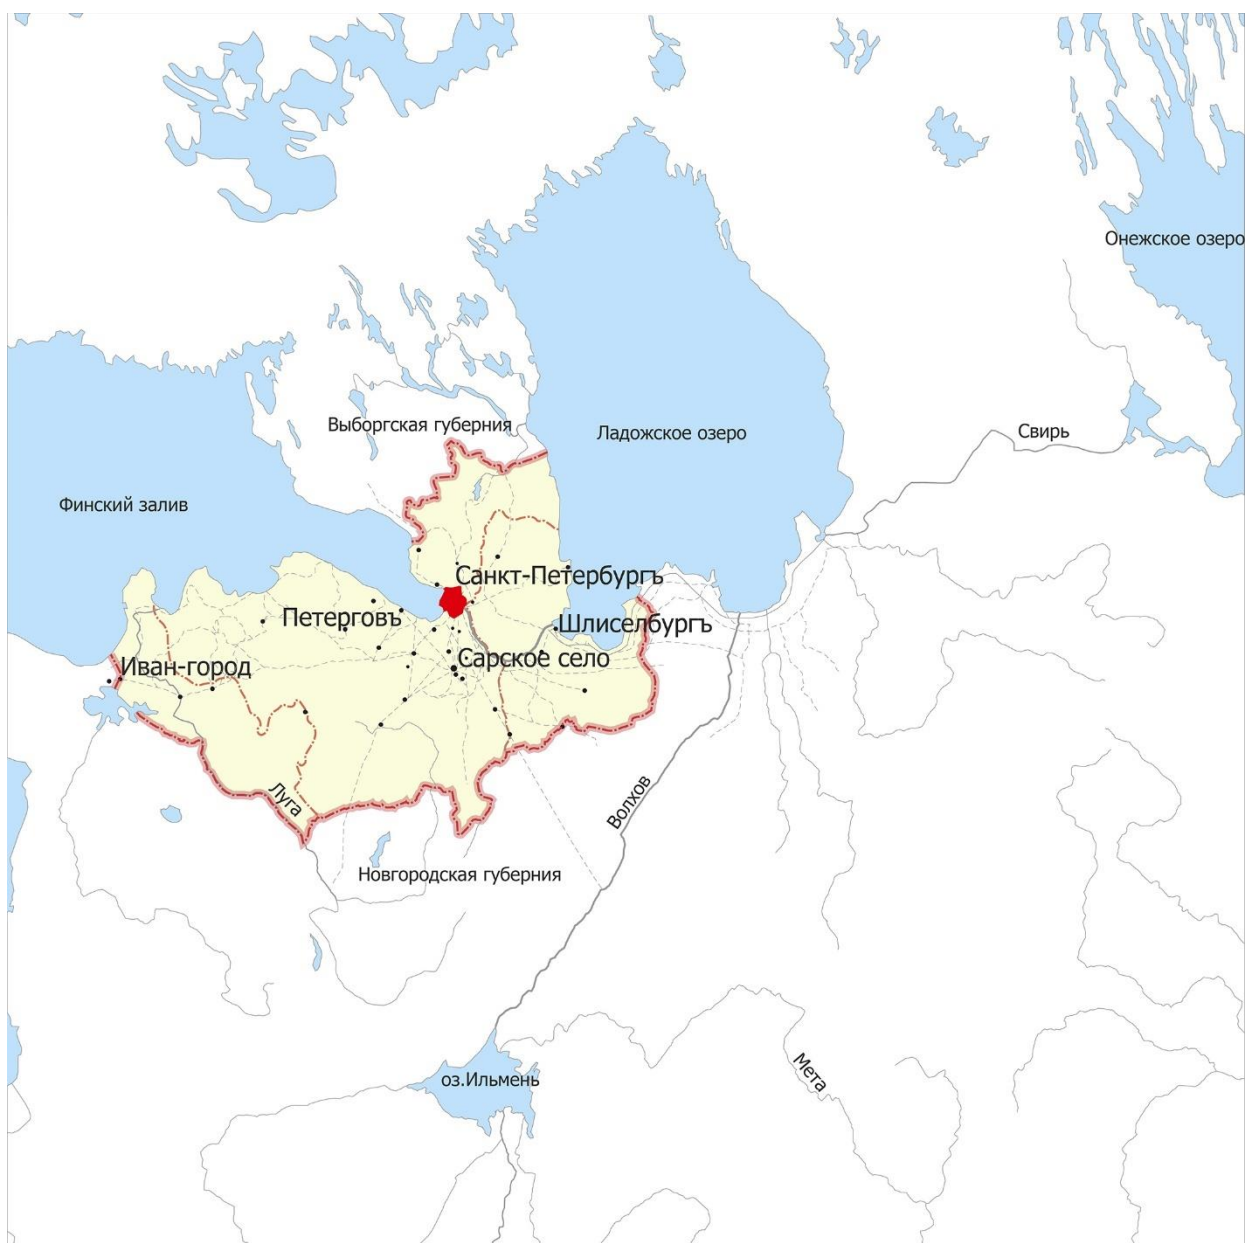 Онежское озеро
Выборгская губерния
Ладожское озеро
Свирь
Финский залив
Санкт-Петербургъ
Петерговъ
Шлиселбургъ
Иван-город
Сарское село
Луга
Волхов
Новгородская губерния
оз.Ильмень
Мета